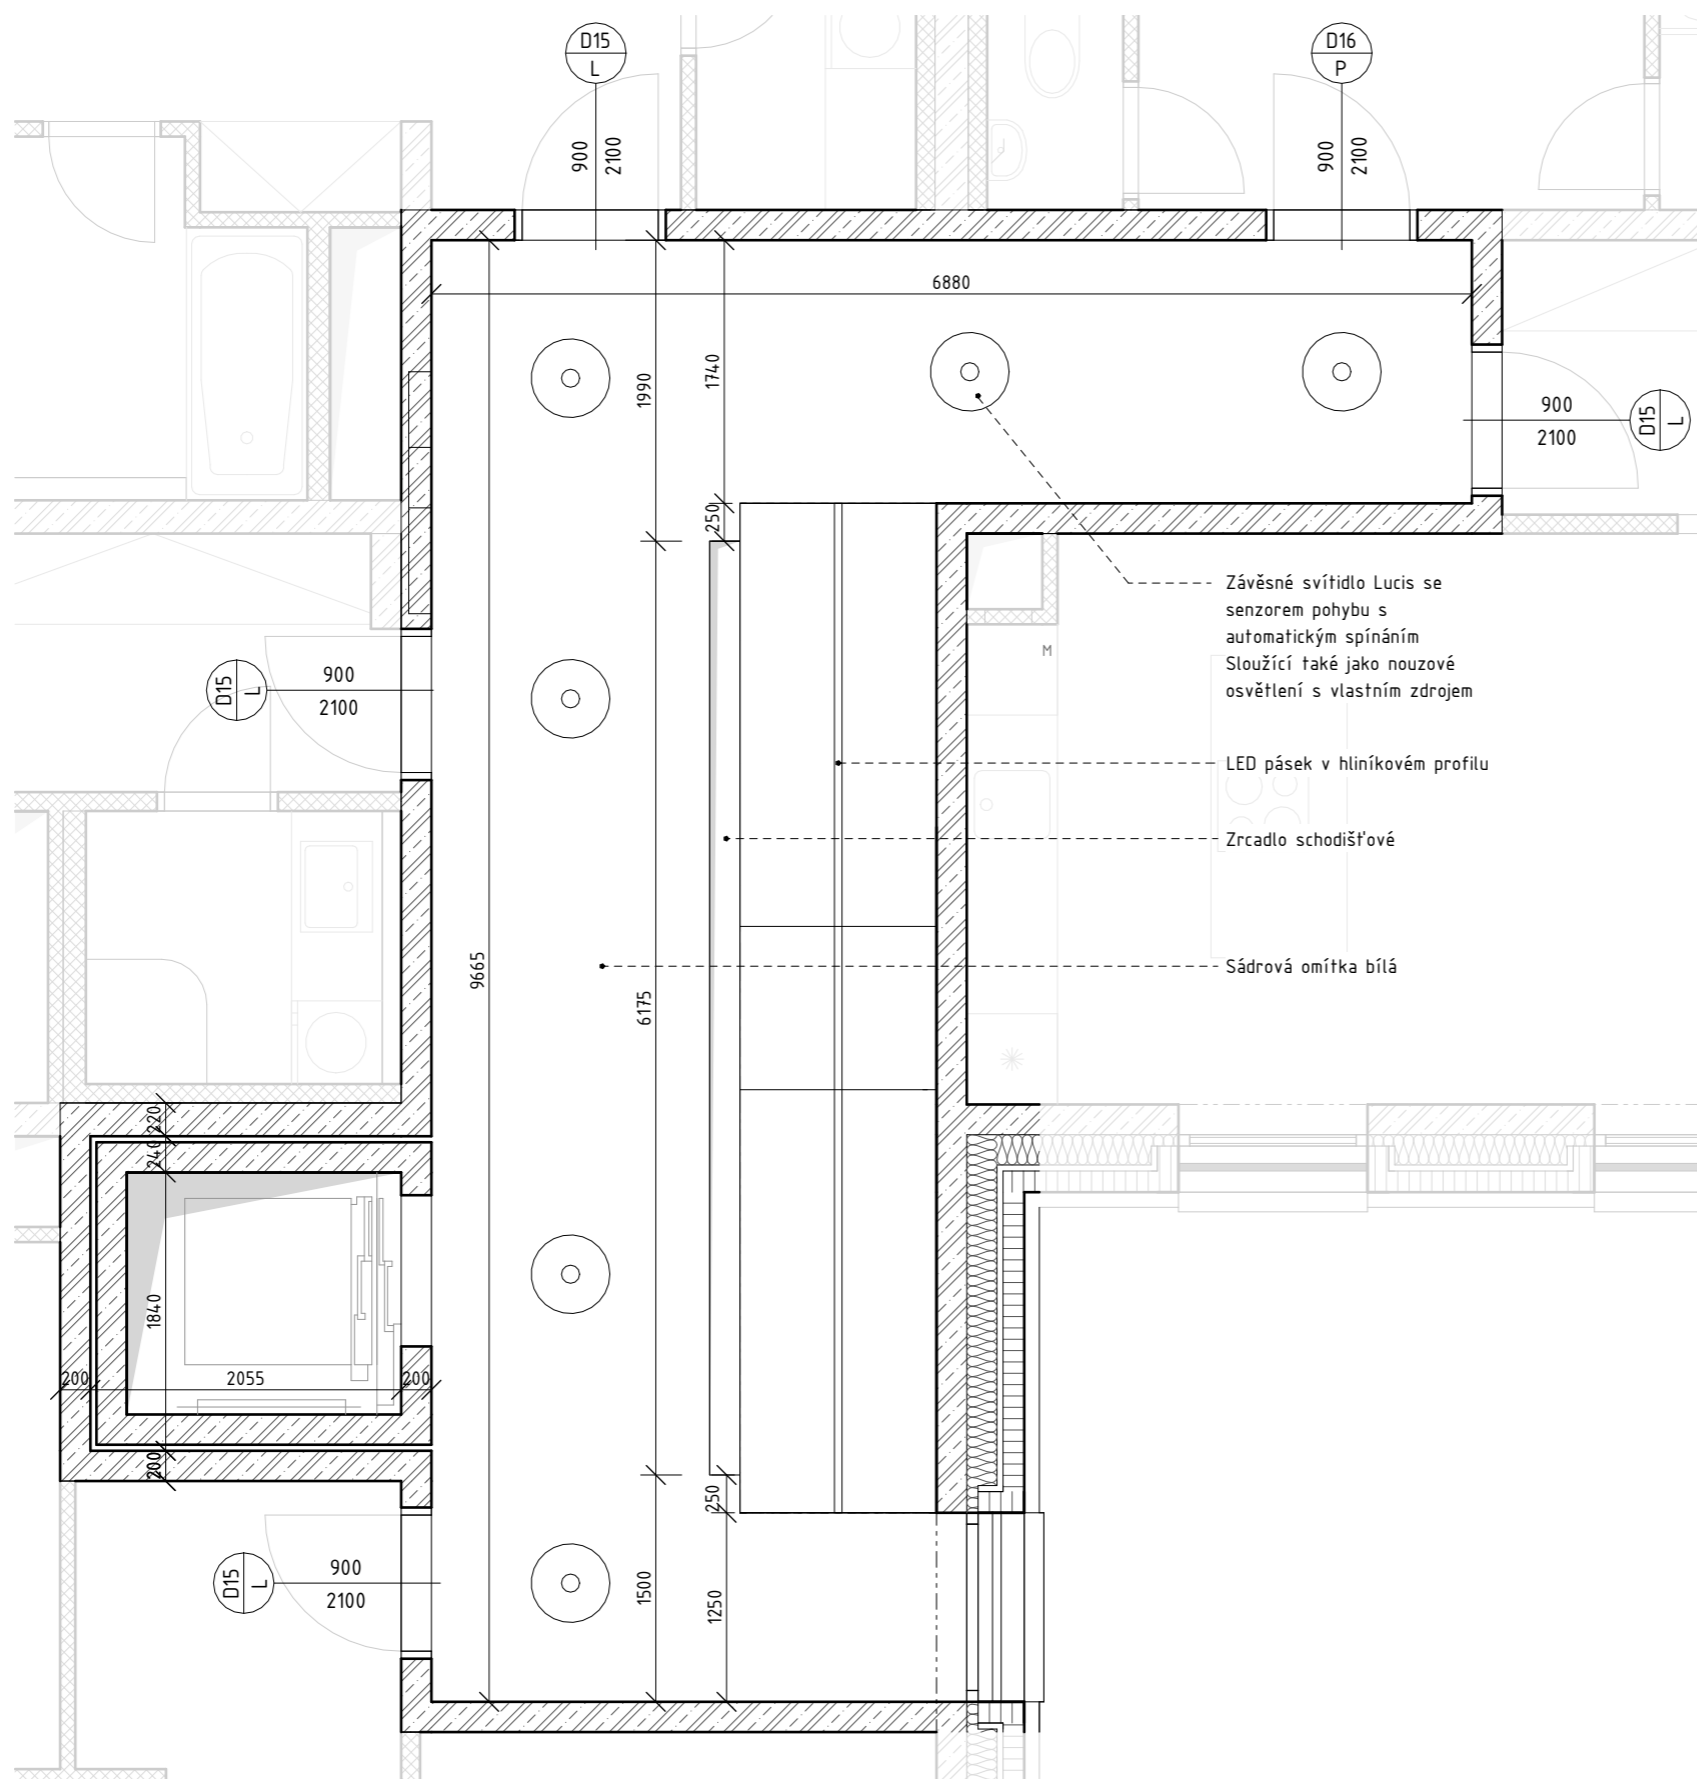 D15
L
D16
P
900
2100
900
2100
6880
1990
1740
900
2100
D15
L
250
Závěsné svítidlo Lucis se
senzorem pohybu s
automatickým spínáním
Sloužící také jako nouzové
osvětlení s vlastním zdrojem
M
D15
L
900
2100
LED pásek v hliníkovém profilu
Zrcadlo schodišťové
Sádrová omítka bílá
9665
6175
220
240
1840
200
2055
200
200
250
D15
L
900
2100
1500
1250